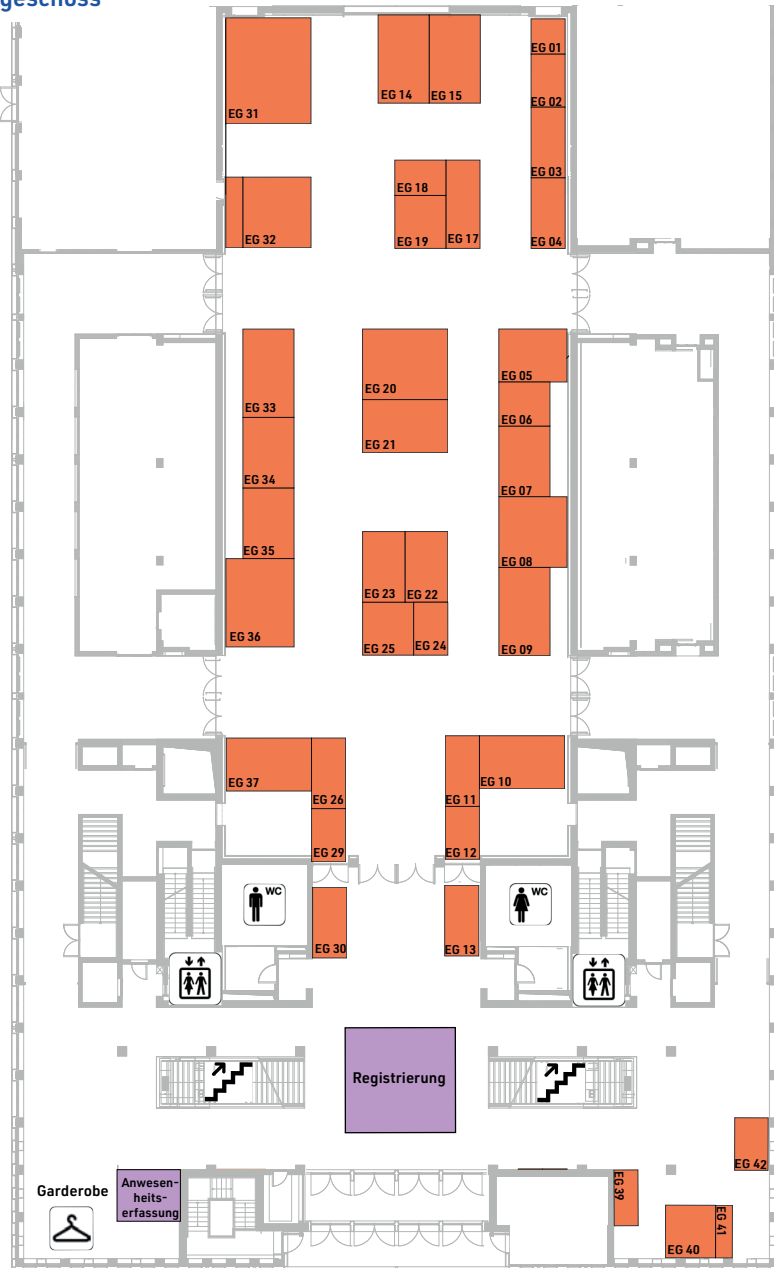 geschoss
EG 01
EG 14
EG 15
EG 02
EG 31
EG 03
EG 18
EG 32
EG 19
EG 17
EG 04
EG 05
EG 20
EG 33
EG 06
EG 21
EG 34
EG 07
EG 35
EG 08
EG 23
EG 22
EG 36
EG 25
EG 24
EG 09
EG 37
EG 10
EG 26
EG 11
EG 29
EG 12
WC
WC
EG 30
EG 13
Registrierung
EG 42
Garderobe
Anwesen-
heits-
erfassung
EG 39
EG 40
EG 41